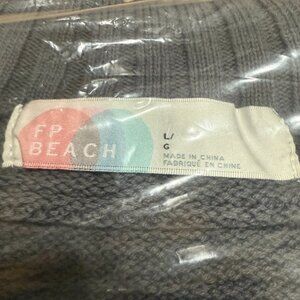 FP
BEACH
L/
G
MADE IN CHINA
FABRIQUÉ EN CHINE